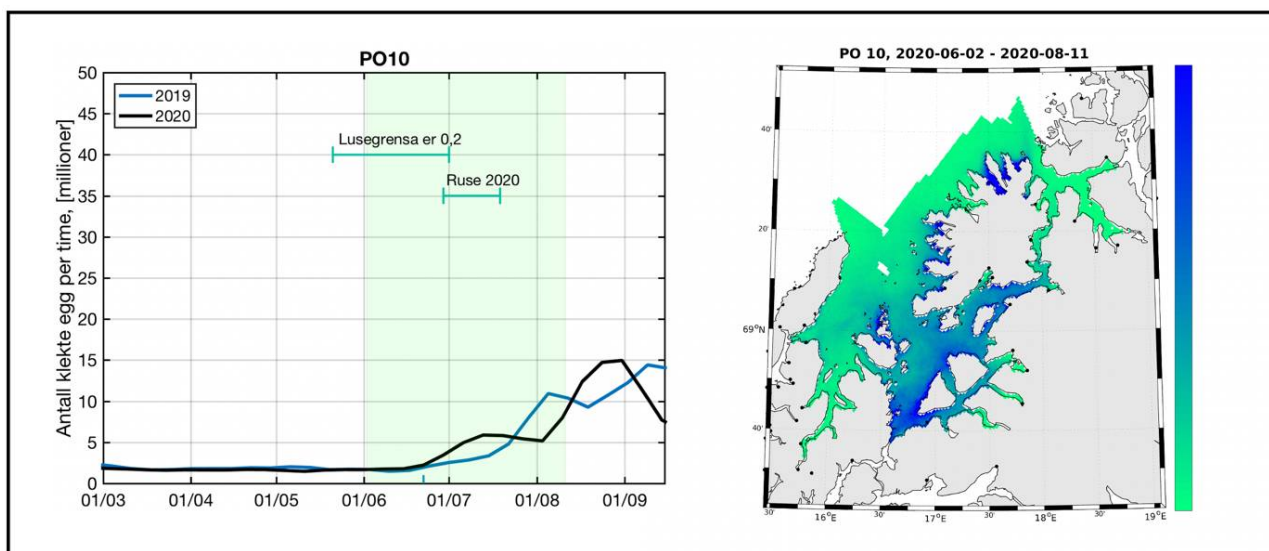 PO10
50
45
40
35
30
25
20
15
10
5
0
Antall klekte egg per time, [millioner]
2019
2020
Lusegrensa er 0,2
Ruse 2020
01/03 01/04 01/05 01/06 01/07 01/08 01/09
PO 10, 2020-06-02 - 2020-08-11
40'
20'
69°N
40'
30' 16°E 30' 17°E 30' 18°E 30' 19°E